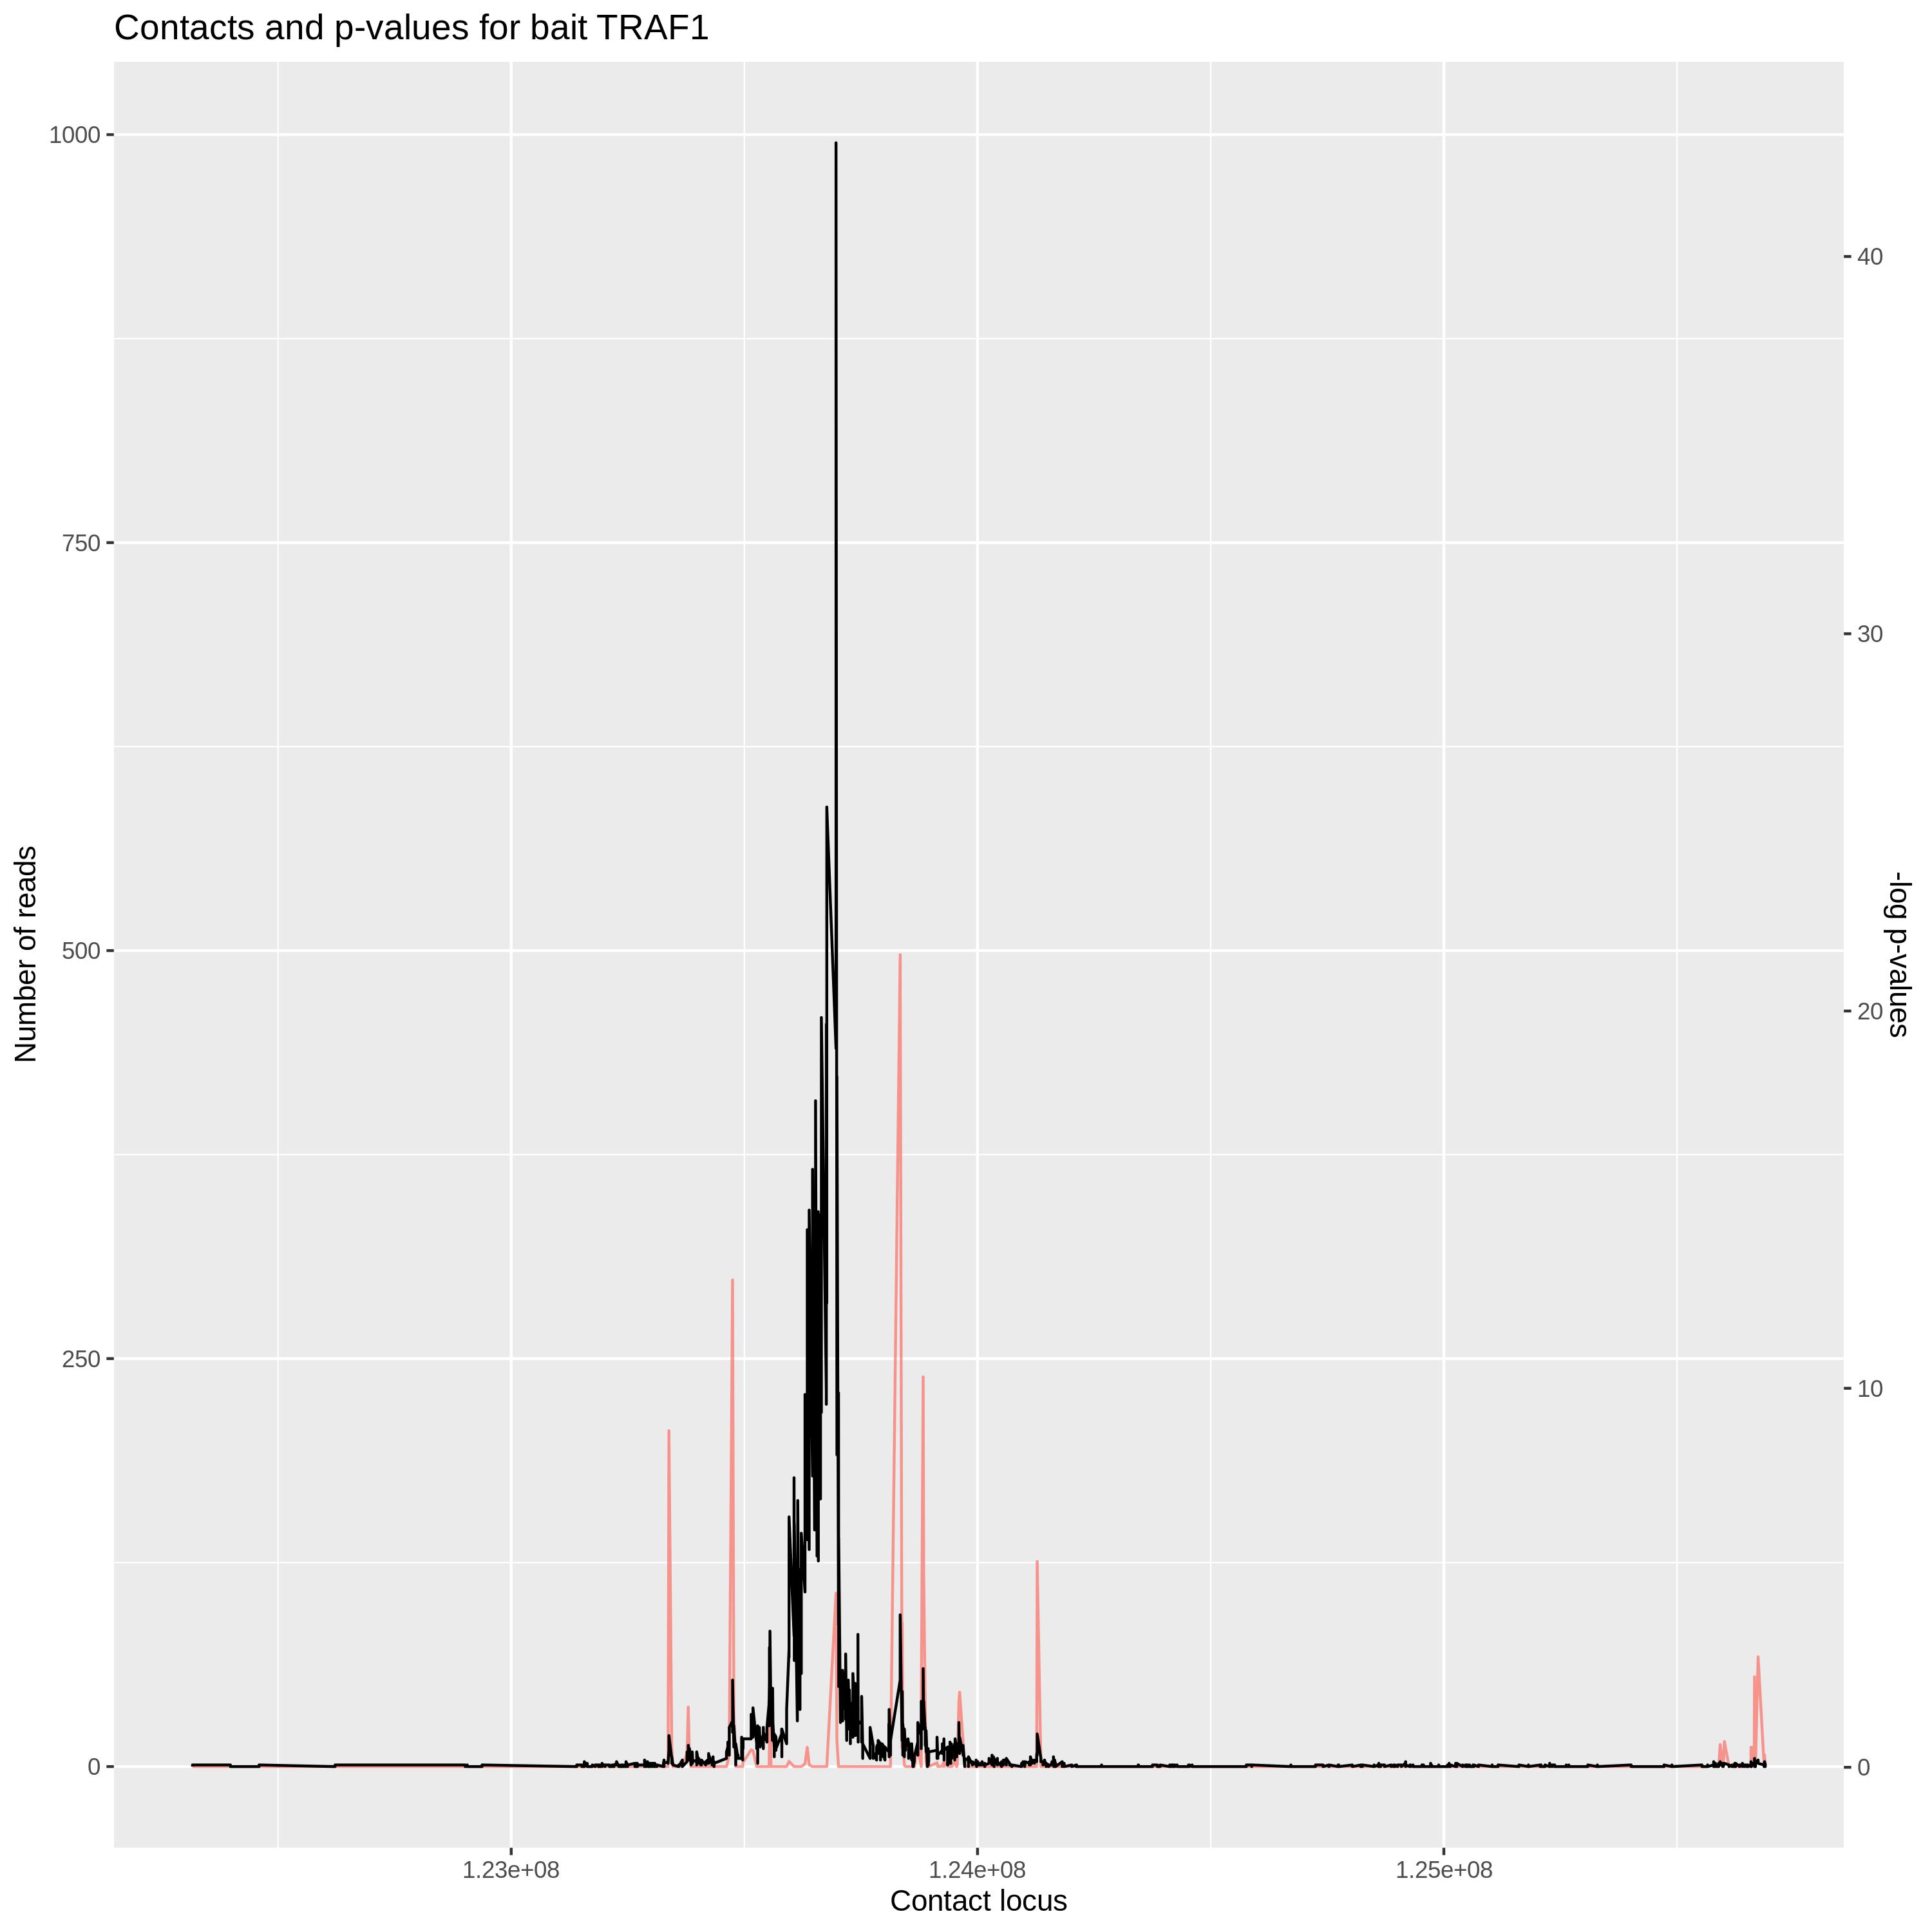 Contacts and p-values for bait TRAF1
1000
750
500
250
0
Number of reads
40
30
20
10
0
-log p-values
1.23e+08
1.24e+08
1.25e+08
Contact locus